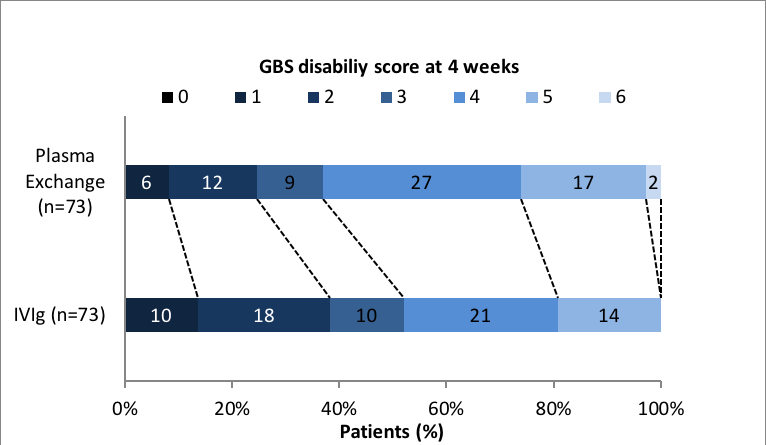 GBS disabiliy score at 4 weeks
0 1 2 3 4 5 6
Plasma
Exchange
(n=73)
6 12 9 27 17 2
IVIg (n=73)
10 18 10 21 14
0% 20% 40% 60% 80% 100%
Patients (%)